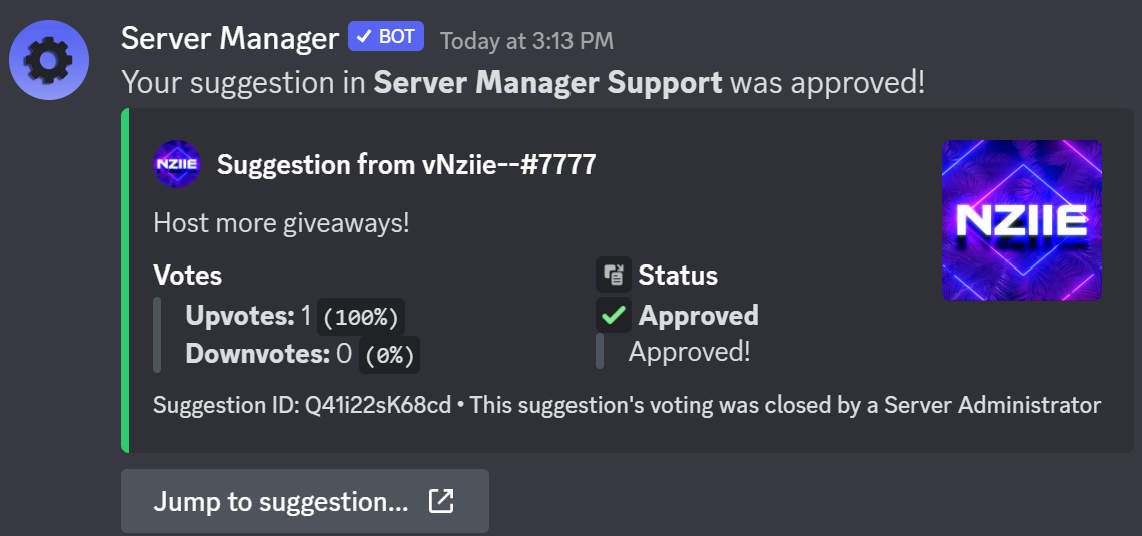 Server Manager BOT Today at 3:13 PM
Your suggestion in Server Manager Support was approved!
NZIIE Suggestion from vNziie--#7777
NZIIE
Host more giveaways!
Votes
Upvotes: 1 (100%)
Downvotes: 0 (0%)
Status
Approved
Approved!
Suggestion ID: Q41i22sK68cd • This suggestion's voting was closed by a Server Administrator
Jump to suggestion...